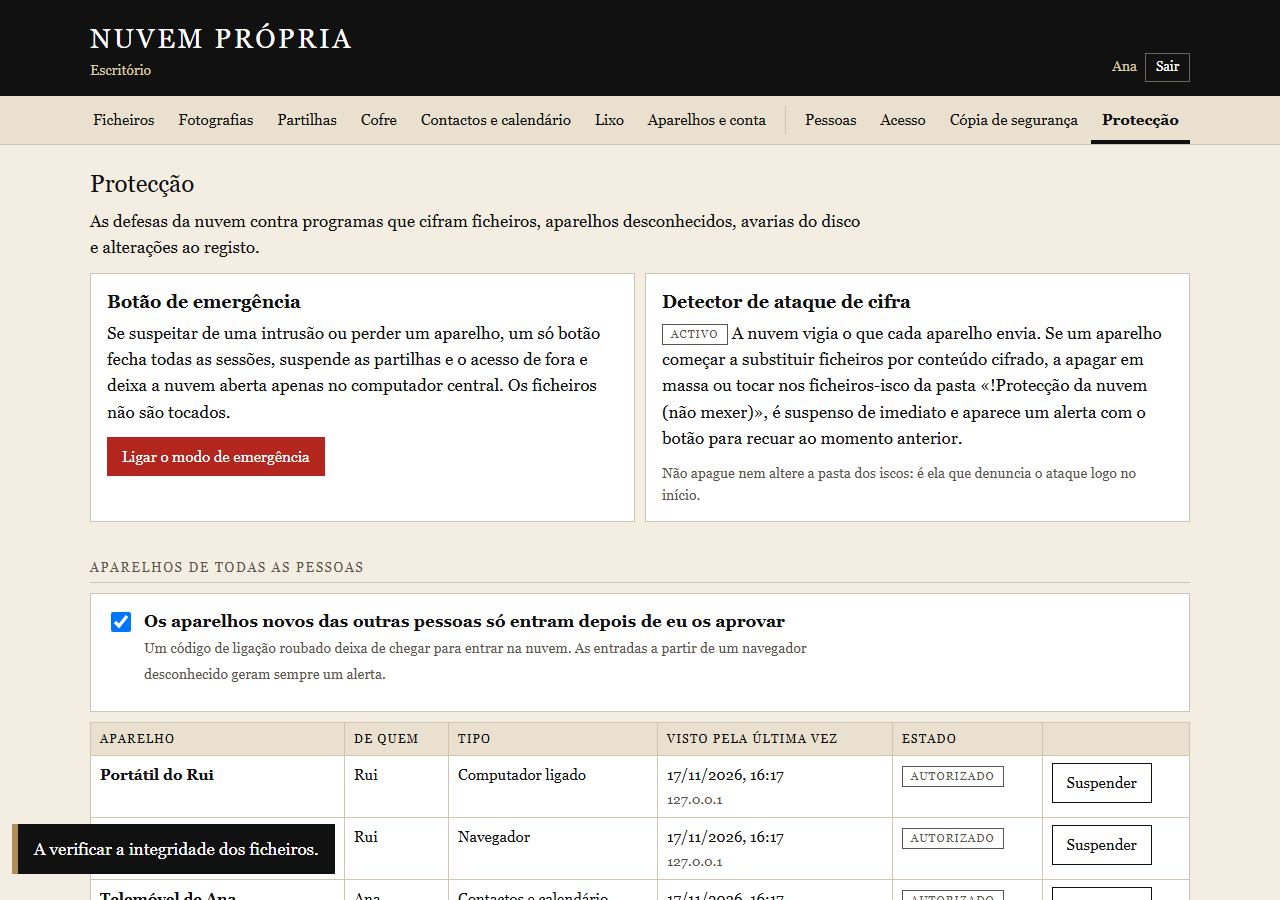 NUVEM PRÓPRIA
Escritório
Ana
Sair
Ficheiros
Fotografias
Partilhas
Cofre
Contactos e calendário
Lixo
Aparelhos e conta
Pessoas
Acesso
Cópia de segurança
Protecção
Protecção
As defesas da nuvem contra programas que cifram ficheiros, aparelhos desconhecidos, avarias do disco
e alterações ao registo.
Botão de emergência
Se suspeitar de uma intrusão ou perder um aparelho, um só botão
fecha todas as sessões, suspende as partilhas e o acesso de fora e
deixa a nuvem aberta apenas no computador central. Os ficheiros
não são tocados.
Ligar o modo de emergência
Detector de ataque de cifra
ACTIVO A nuvem vigia o que cada aparelho envia. Se um aparelho
começar a substituir ficheiros por conteúdo cifrado, a apagar em
massa ou tocar nos ficheiros-isco da pasta «!Protecção da nuvem
(não mexer)», é suspenso de imediato e aparece um alerta com o
botão para recuar ao momento anterior.
Não apague nem altere a pasta dos iscos: é ela que denuncia o ataque logo no
início.
APARELHOS DE TODAS AS PESSOAS
Os aparelhos novos das outras pessoas só entram depois de eu os aprovar
Um código de ligação roubado deixa de chegar para entrar na nuvem. As entradas a partir de um navegador
desconhecido geram sempre um alerta.
APARELHO
DE QUEM
TIPO
VISTO PELA ÚLTIMA VEZ
ESTADO
Portátil do Rui
Rui
Computador ligado
17/11/2026, 16:17
127.0.0.1
AUTORIZADO
Suspender
Rui
Navegador
17/11/2026, 16:17
127.0.0.1
AUTORIZADO
Suspender
A verificar a integridade dos ficheiros.
Telemóvel da Ana
Ana
Contactos e calendário
17/11/2026, 16:17
AUTORIZADO